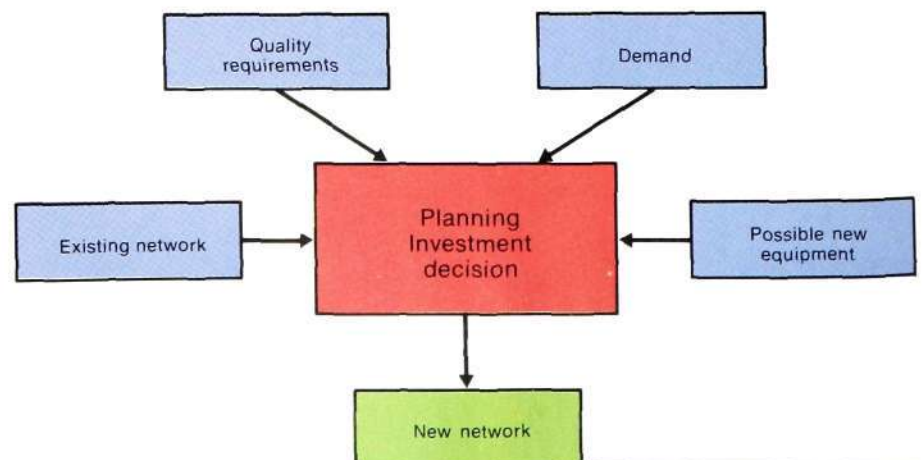 Quality
requirements
Demand
Existing network
Planning
Investment
decision
Possible new
equipment
New network